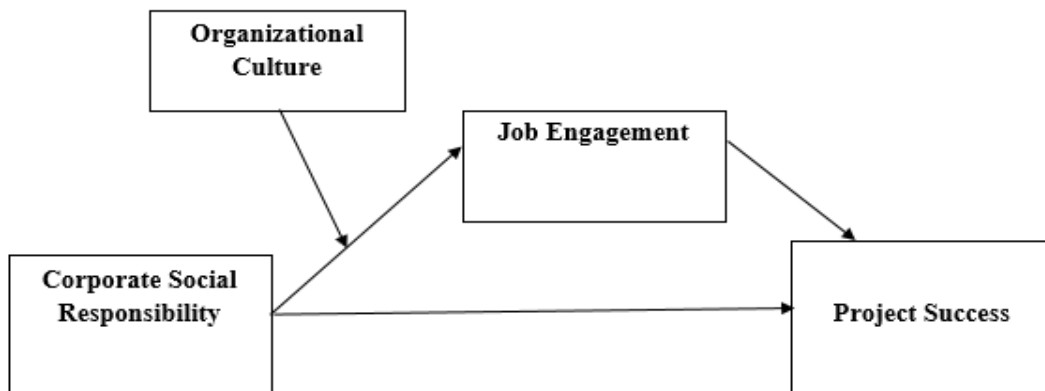 Organizational
Culture
Job Engagement
Corporate Social
Responsibility
Project Success